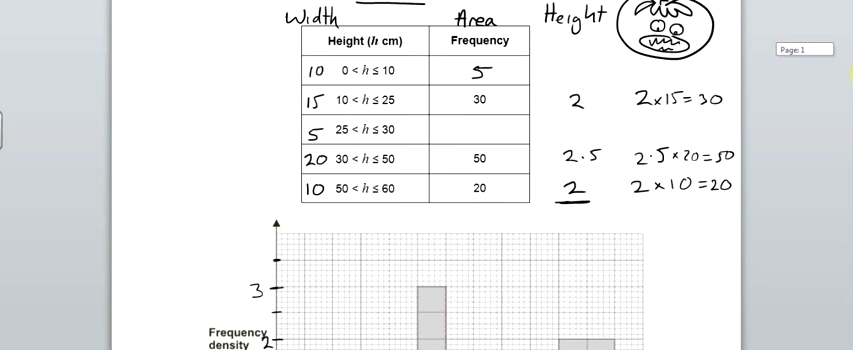 Width Area Height
Height (h cm) Frequency
10 0 < h ≤ 10 5
15 10 < h ≤ 25 30 2 2 × 15 = 30
5 25 < h ≤ 30
20 30 < h ≤ 50 50 2.5 2.5 × 20 = 50
10 50 < h ≤ 60 20 2 2 × 10 = 20
Page: 1
3
Frequency
density 2